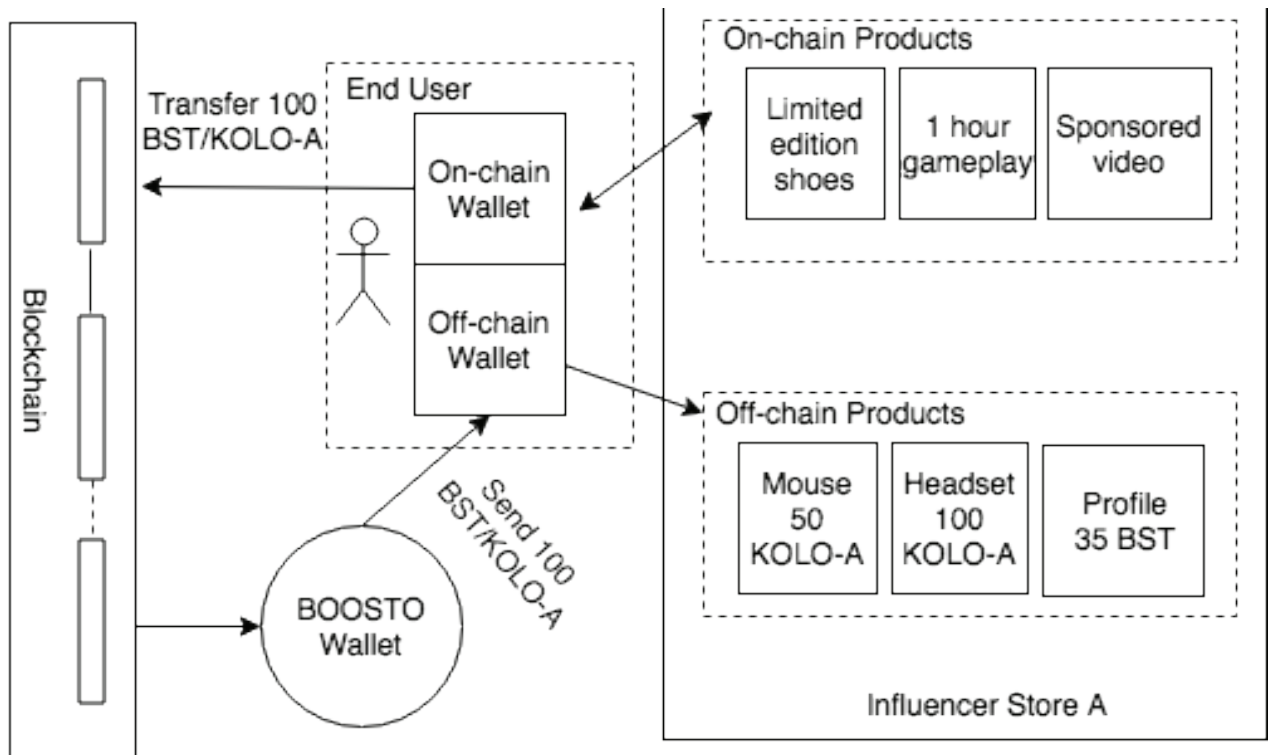 Blockchain
Transfer 100
BST/KOLO-A
End User
On-chain
Wallet
Off-chain
Wallet
Send 100
BST/KOLO-A
BOOSTO
Wallet
On-chain Products
Limited
edition
shoes
1 hour
gameplay
Sponsored
video
Off-chain Products
Mouse
50
KOLO-A
Headset
100
KOLO-A
Profile
35 BST
Influencer Store A